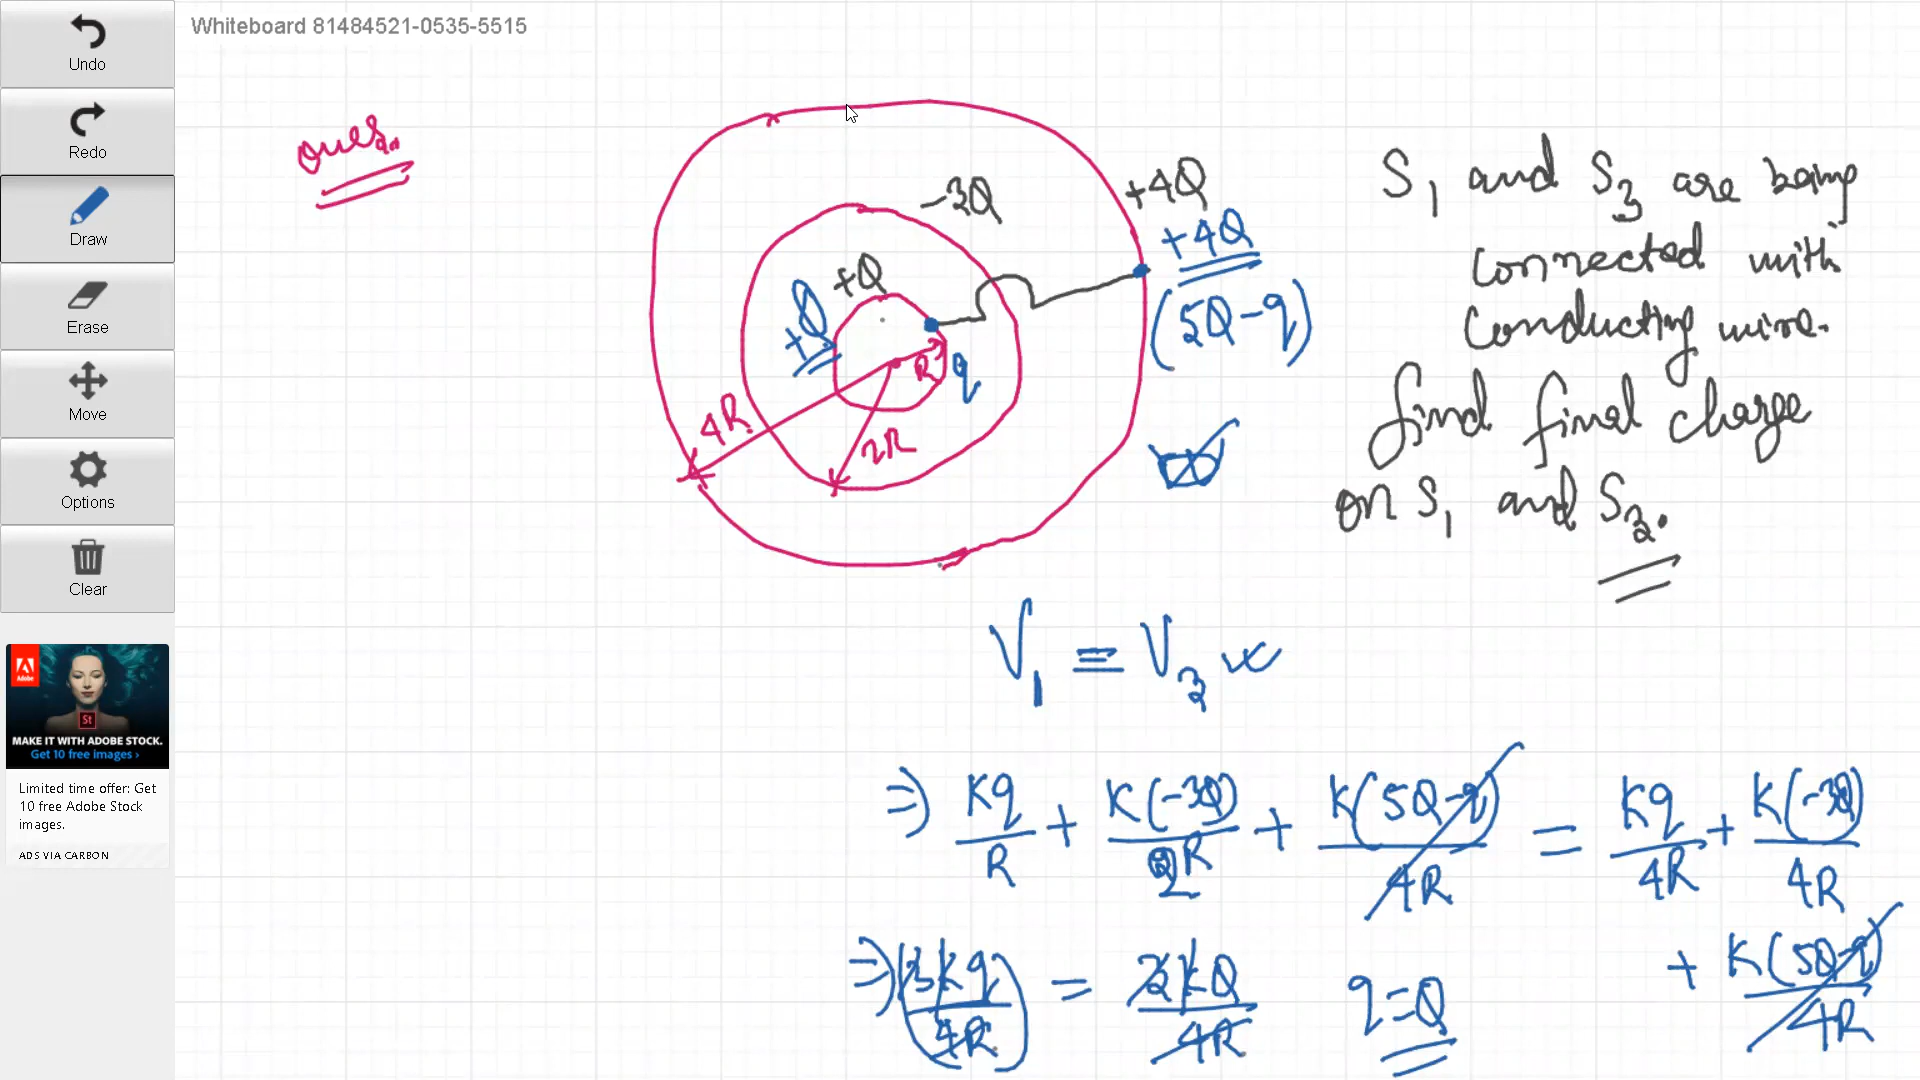 Whiteboard 81484521-0535-5515
Undo
Redo
Draw
Erase
Move
Options
Clear
Adobe
St
MAKE IT WITH ADOBE STOCK.
Get 10 free images ›
Limited time offer: Get
10 free Adobe Stock
images.
ADS VIA CARBON
Ques.
-3Q
+4Q
+4Q
(5Q-q)
+Q
+Q
R
q
4R
2R
S₁ and S₃ are being
connected with
conducting wire.
find final charge
on S₁ and S₃.
V₁ = V₃
⇒ Kq/R + K(-3Q)/2R + K(5Q-q)/4R = Kq/4R + K(-3Q)/4R
+ K(5Q-q)/4R
⇒ 3Kq/4R = 3KQ/4R q=Q